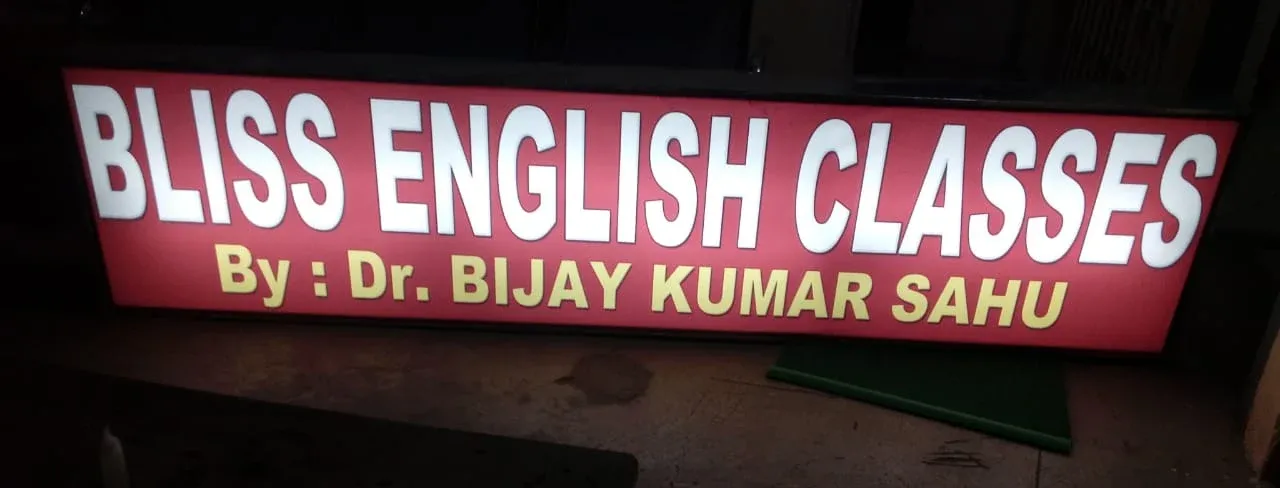 BLISS ENGLISH CLASSES
By : Dr. BIJAY KUMAR SAHU